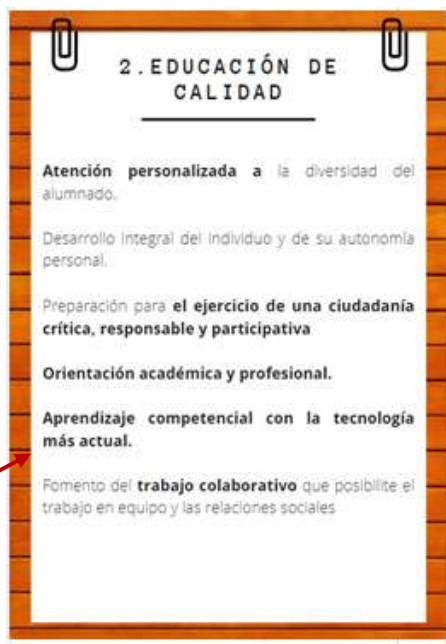 2.EDUCACIÓN DE
CALIDAD
Atención personalizada a la diversidad del
alumnado.
Desarrollo integral del individuo y de su autonomía
personal.
Preparación para el ejercicio de una ciudadanía
crítica, responsable y participativa
Orientación académica y profesional.
Aprendizaje competencial con la tecnología
más actual.
Fomento del trabajo colaborativo que posibilite el
trabajo en equipo y las relaciones sociales